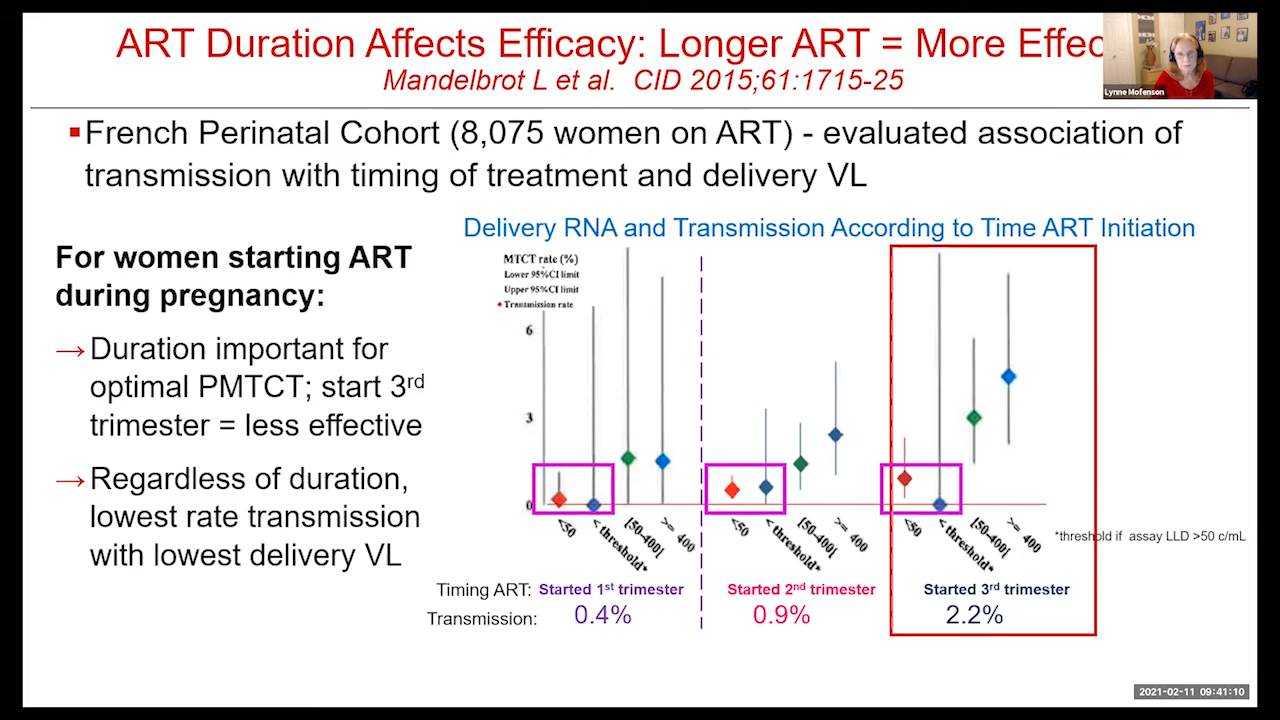 ART Duration Affects Efficacy: Longer ART = More Effec
Mandelbrot L et al. CID 2015;61:1715-25
Lynne Mofenson
▪French Perinatal Cohort (8,075 women on ART) - evaluated association of
transmission with timing of treatment and delivery VL
For women starting ART
during pregnancy:
→Duration important for
optimal PMTCT; start 3rd
trimester = less effective
→Regardless of duration,
lowest rate transmission
with lowest delivery VL
Delivery RNA and Transmission According to Time ART Initiation
MTCT rate (%)
Lower 95%CI limit
Upper 95%CI limit
Transmission rate
6
3
0
<50 < threshold* [50-400[ >= 400 <50 < threshold* [50-400[ >= 400 <50 < threshold* [50-400[ >= 400
*threshold if assay LLD >50 c/mL
Timing ART: Started 1st trimester Started 2nd trimester Started 3rd trimester
Transmission: 0.4% 0.9% 2.2%
2021-02-11 09:41:10